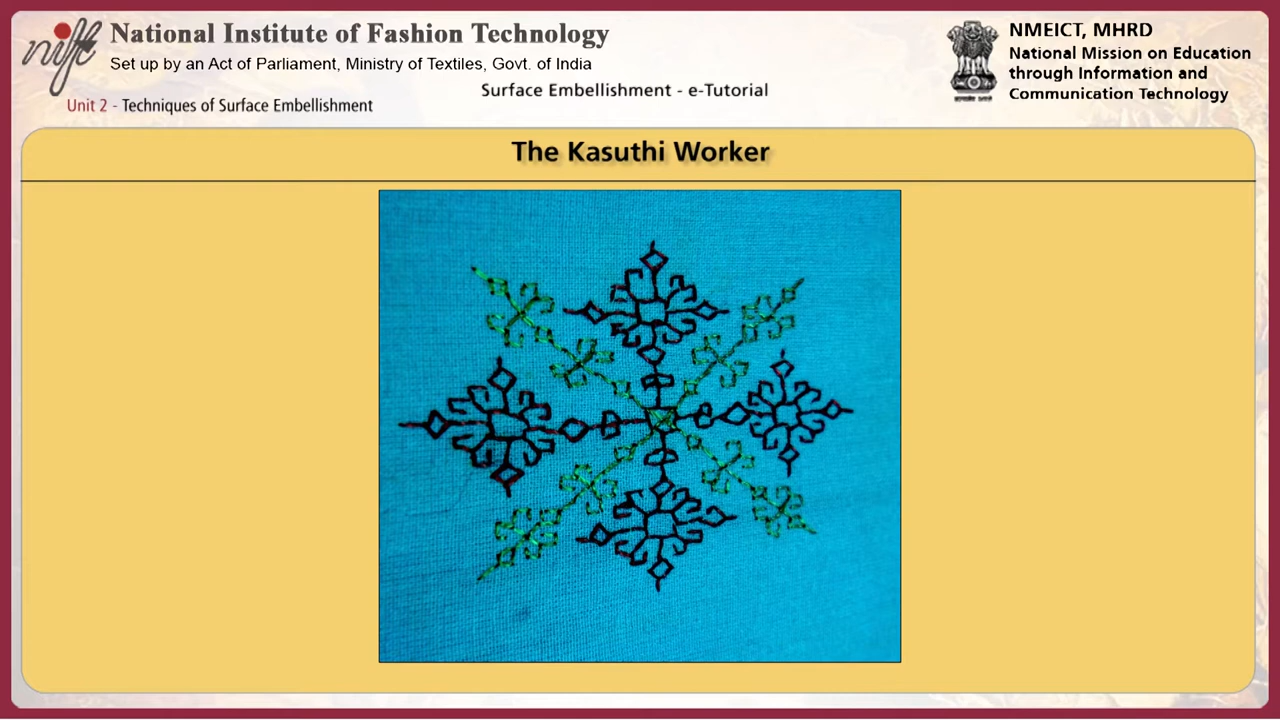 nift
National Institute of Fashion Technology
Set up by an Act of Parliament, Ministry of Textiles, Govt. of India
Surface Embellishment - e-Tutorial
Unit 2 - Techniques of Surface Embellishment
NMEICT, MHRD
National Mission on Education
through Information and
Communication Technology
The Kasuthi Worker